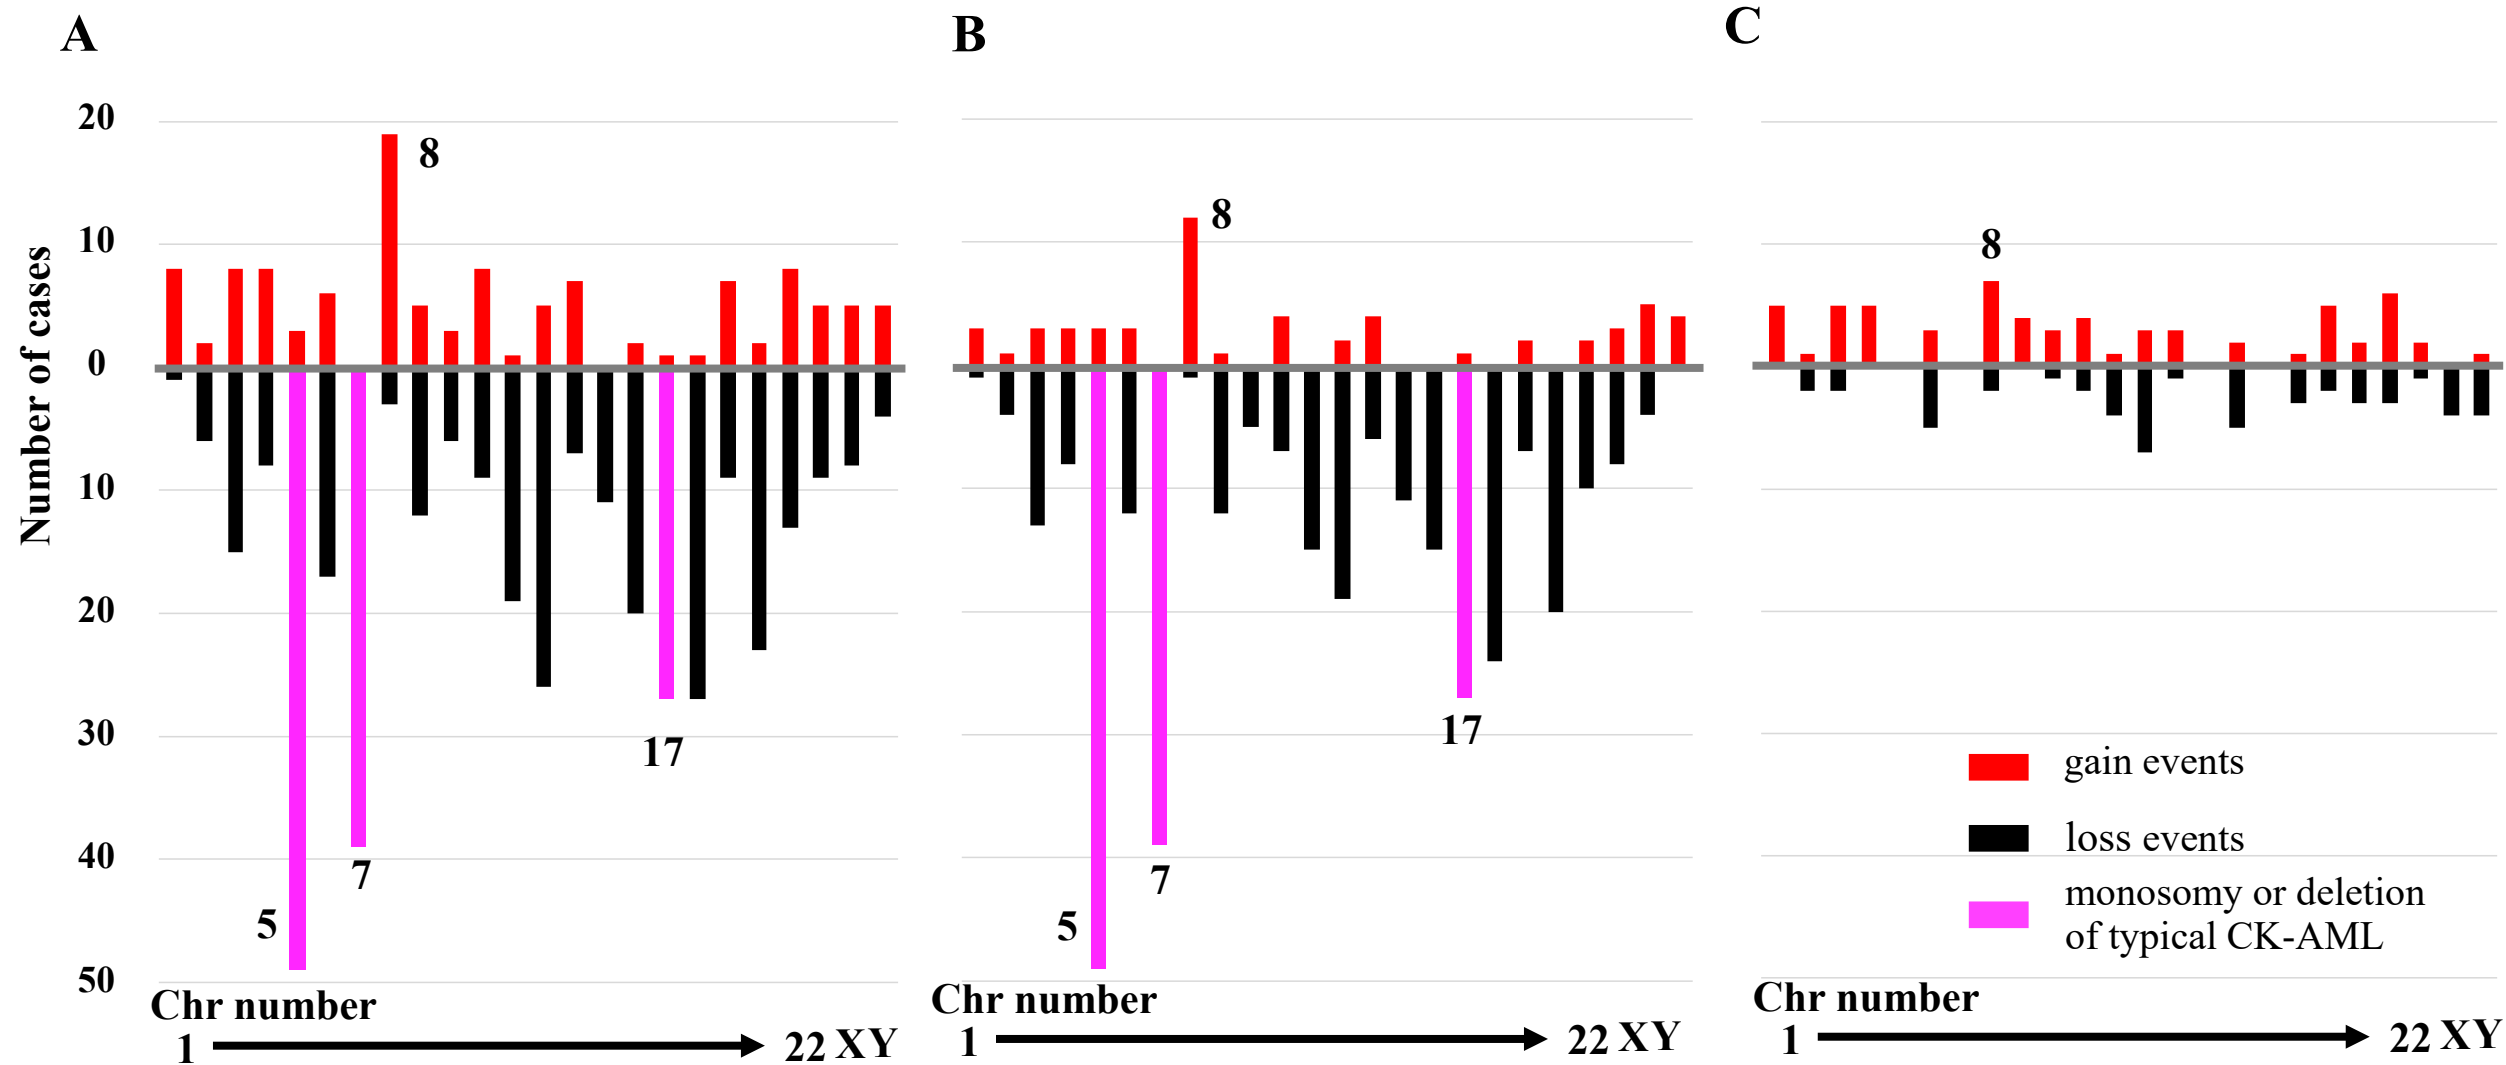 A
B
C
Number of cases
20
10
0
10
20
30
40
50
8
5
7
17
Chr number
1
22 XY
8
5
7
17
Chr number
1
22 XY
8
gain events
loss events
monosomy or deletion
of typical CK-AML
Chr number
1
22 XY